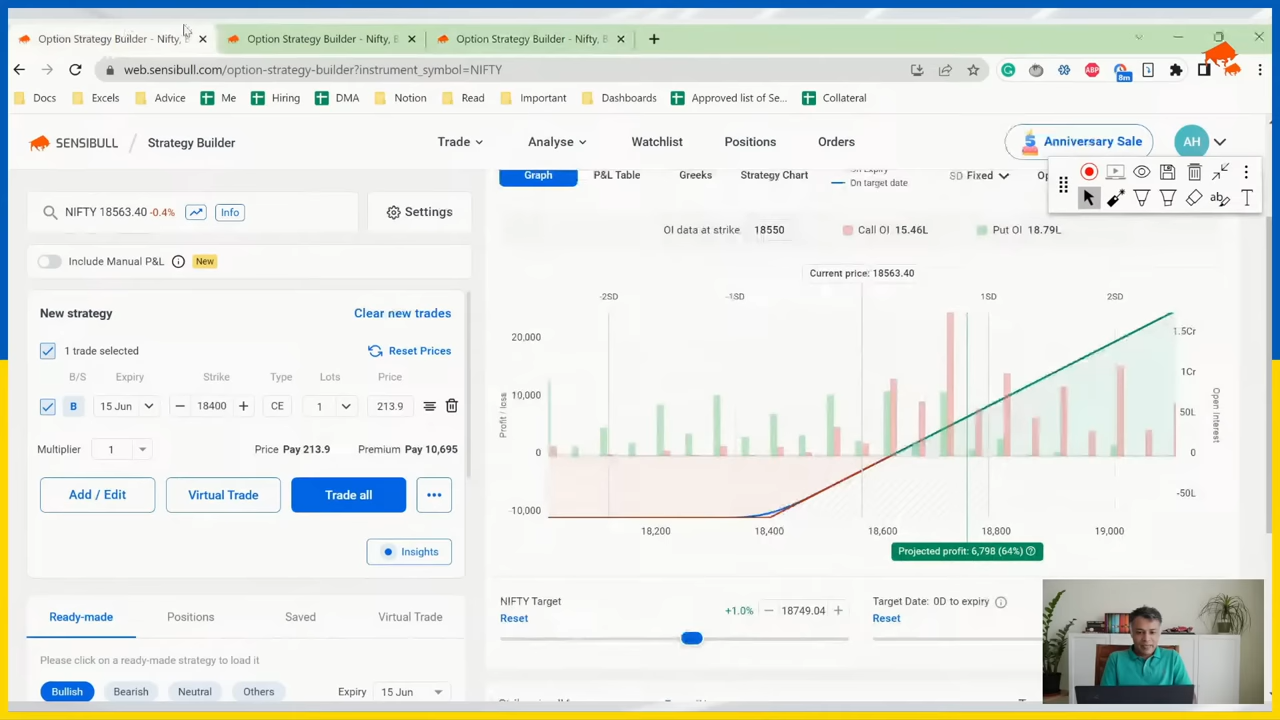 Option Strategy Builder - Nifty, B
Option Strategy Builder - Nifty, B
Option Strategy Builder - Nifty, B
web.sensibull.com/option-strategy-builder?instrument_symbol=NIFTY
ABP
8m
Docs
Excels
Advice
Me
Hiring
DMA
Notion
Read
Important
Dashboards
Approved list of Se...
Collateral
SENSIBULL / Strategy Builder
Trade
Analyse
Watchlist
Positions
Orders
5 Anniversary Sale
AH
NIFTY 18563.40 -0.4%
Info
Settings
Include Manual P&L
New
New strategy
Clear new trades
1 trade selected
Reset Prices
B/S Expiry Strike Type Lots Price
B 15 Jun 18400 CE 1 213.9
Multiplier 1 Price Pay 213.9 Premium Pay 10,695
Add / Edit
Virtual Trade
Trade all
Insights
Ready-made
Positions
Saved
Virtual Trade
Please click on a ready-made strategy to load it
Bullish
Bearish
Neutral
Others
Expiry 15 Jun
Graph
P&L Table
Greeks
Strategy Chart
On target date
SD Fixed
OI data at strike 18550
Call OI 15.46L
Put OI 18.79L
Current price: 18563.40
-2SD
-1SD
1SD
2SD
20,000
10,000
0
-10,000
Profit / loss
1.5Cr
1Cr
50L
0
-50L
Open Interest
18,200
18,400
18,600
18,800
19,000
Projected profit: 6,798 (64%)
NIFTY Target
Reset
+1.0%
18749.04
Target Date: 0D to expiry
Reset
ab
T